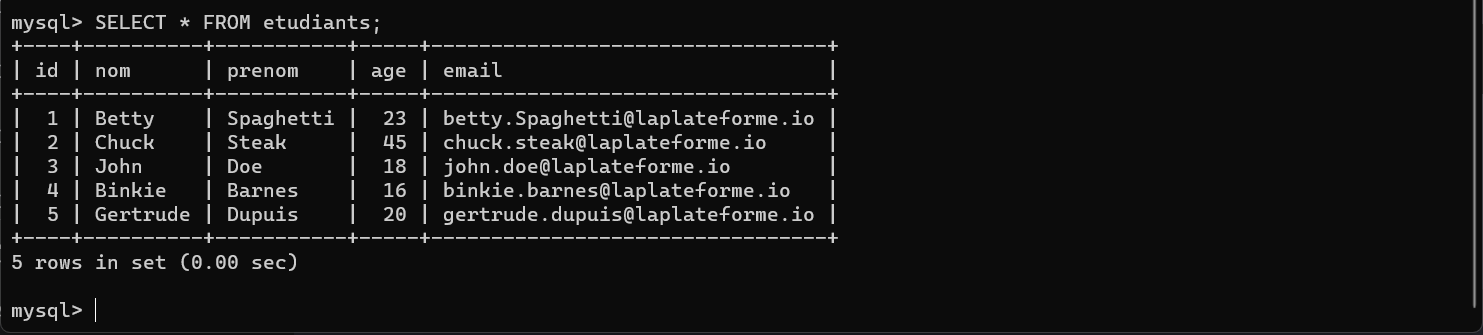 mysql> SELECT * FROM etudiants;
+----+----------+-----------+-----+--------------------------------+
| id | nom      | prenom    | age | email                          |
+----+----------+-----------+-----+--------------------------------+
|  1 | Betty    | Spaghetti |  23 | betty.Spaghetti@laplateforme.io |
|  2 | Chuck    | Steak     |  45 | chuck.steak@laplateforme.io     |
|  3 | John     | Doe       |  18 | john.doe@laplateforme.io        |
|  4 | Binkie   | Barnes    |  16 | binkie.barnes@laplateforme.io   |
|  5 | Gertrude | Dupuis    |  20 | gertrude.dupuis@laplateforme.io |
+----+----------+-----------+-----+--------------------------------+
5 rows in set (0.00 sec)
mysql>